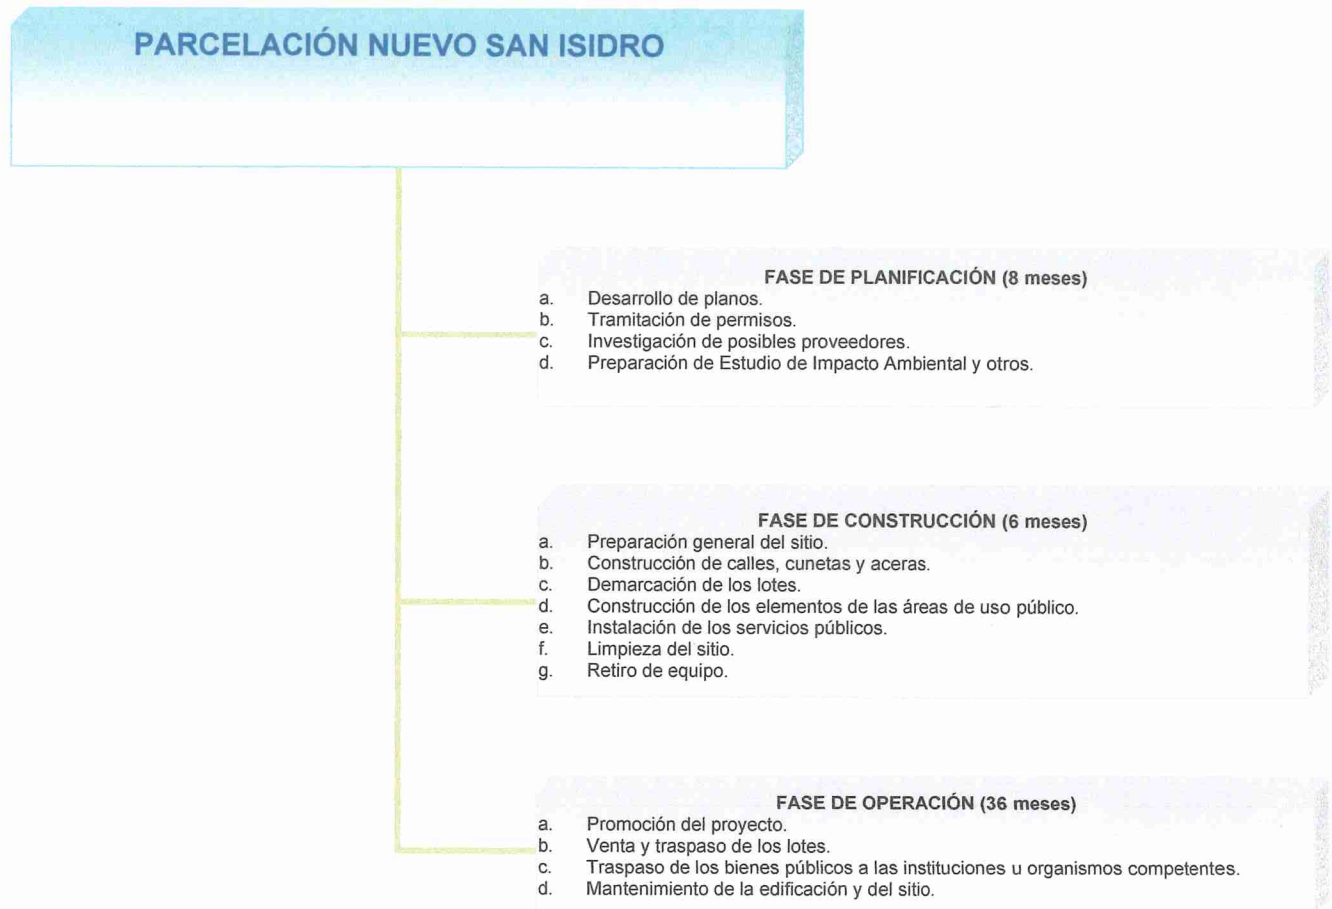 PARCELACIÓN NUEVO SAN ISIDRO
FASE DE PLANIFICACIÓN (8 meses)
a. Desarrollo de planos.
b. Tramitación de permisos.
c. Investigación de posibles proveedores.
d. Preparación de Estudio de Impacto Ambiental y otros.
FASE DE CONSTRUCCIÓN (6 meses)
a. Preparación general del sitio.
b. Construcción de calles, cunetas y aceras.
c. Demarcación de los lotes.
d. Construcción de los elementos de las áreas de uso público.
e. Instalación de los servicios públicos.
f. Limpieza del sitio.
g. Retiro de equipo.
FASE DE OPERACIÓN (36 meses)
a. Promoción del proyecto.
b. Venta y traspaso de los lotes.
c. Traspaso de los bienes públicos a las instituciones u organismos competentes.
d. Mantenimiento de la edificación y del sitio.